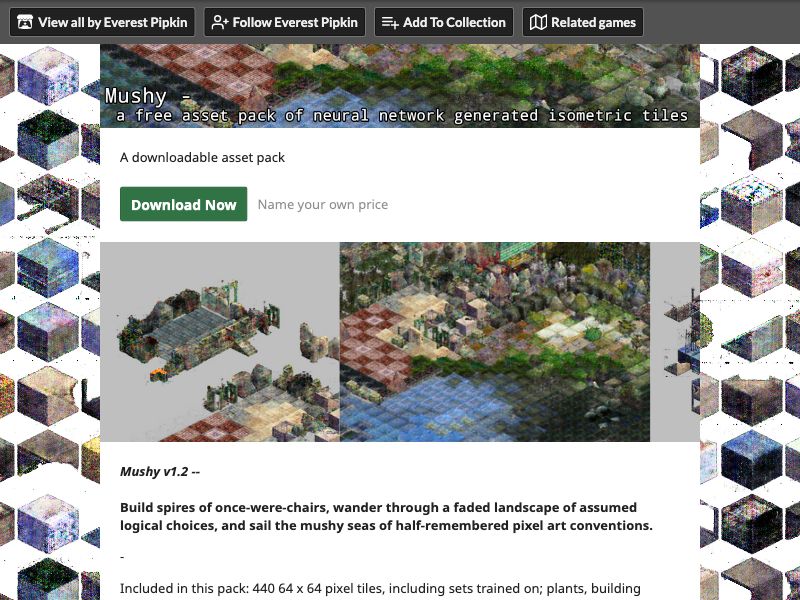 View all by Everest Pipkin
Follow Everest Pipkin
Add To Collection
Related games
Mushy -
a free asset pack of neural network generated isometric tiles
A downloadable asset pack
Download Now
Name your own price
Mushy v1.2 --
Build spires of once-were-chairs, wander through a faded landscape of assumed
logical choices, and sail the mushy seas of half-remembered pixel art conventions.
-
Included in this pack: 440 64 x 64 pixel tiles, including sets trained on; plants, building